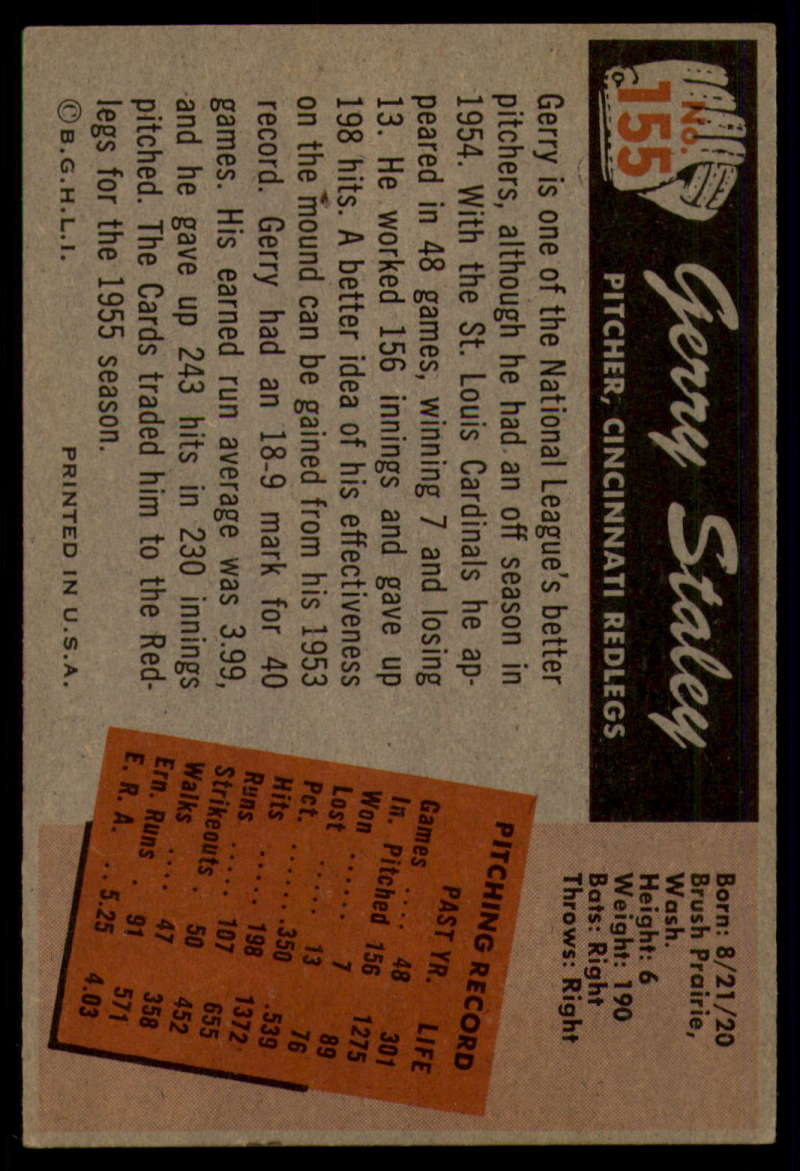 No. 155
Gerry Staley
PITCHER, CINCINNATI REDLEGS
Gerry is one of the National League's better
pitchers, although he had an off season in
1954. With the St. Louis Cardinals he ap-
peared in 48 games, winning 7 and losing
13. He worked 156 innings and gave up
198 hits. A better idea of his effectiveness
on the mound can be gained from his 1953
record. Gerry had an 18-9 mark for 40
games. His earned run average was 3.99,
and he gave up 243 hits in 230 innings
pitched. The Cards traded him to the Red-
legs for the 1955 season.
© B.G.H.L.I. PRINTED IN U.S.A.
Born: 8/21/20
Brush Prairie,
Wash.
Height: 6
Weight: 190
Bats: Right
Throws: Right
PITCHING RECORD
PAST YR. LIFE
Games .... 48 301
In. Pitched 156 1275
Won ...... 7 89
Lost ..... 13 76
Pct. ...... .350 .539
Hits ...... 198 1372
Runs ..... 107 655
Strikeouts . 50 452
Walks .... 47 358
Ern. Runs . 91 571
E. R. A. .. 5.25 4.03